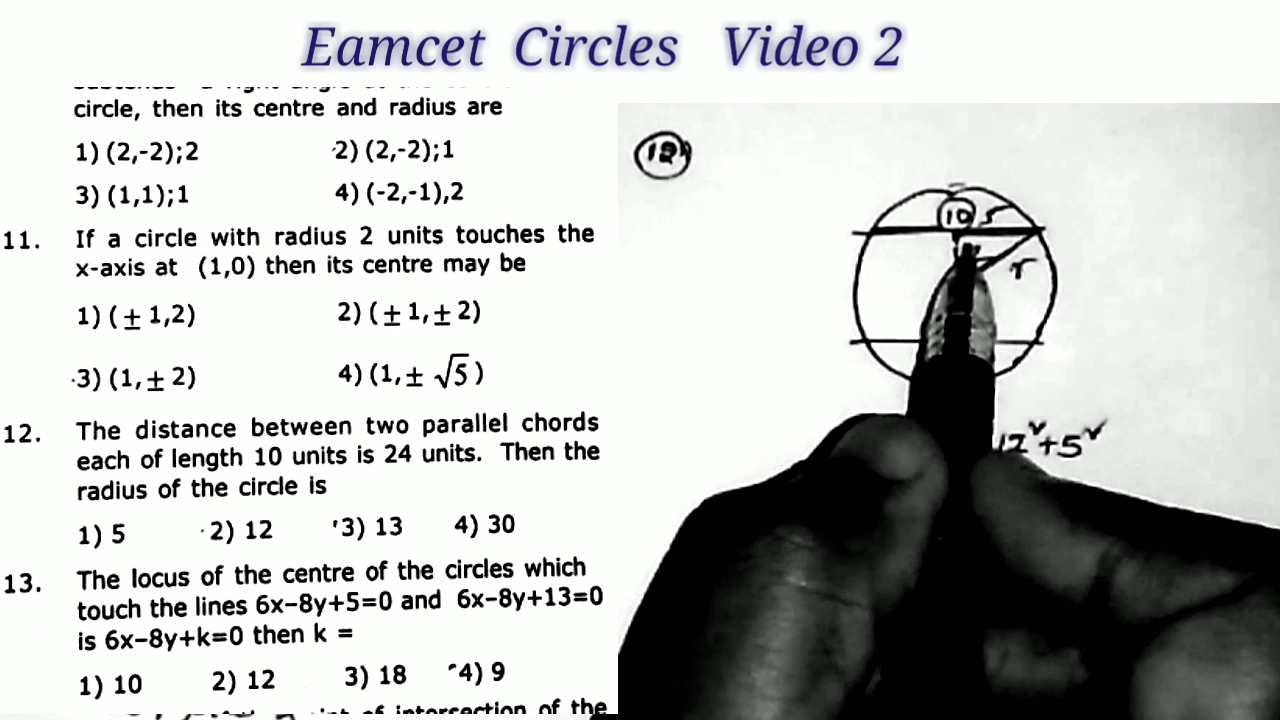 Eamcet Circles Video 2
circle, then its centre and radius are
1) (2,-2);2 2) (2,-2);1
3) (1,1);1 4) (-2,-1),2
11. If a circle with radius 2 units touches the
x-axis at (1,0) then its centre may be
1) (± 1,2) 2) (± 1,± 2)
3) (1,± 2) 4) (1,± √5)
12. The distance between two parallel chords
each of length 10 units is 24 units. Then the
radius of the circle is
1) 5 2) 12 3) 13 4) 30
13. The locus of the centre of the circles which
touch the lines 6x−8y+5=0 and 6x−8y+13=0
is 6x−8y+k=0 then k =
1) 10 2) 12 3) 18 4) 9
intersection of the
12
10 5
r
12²+5²